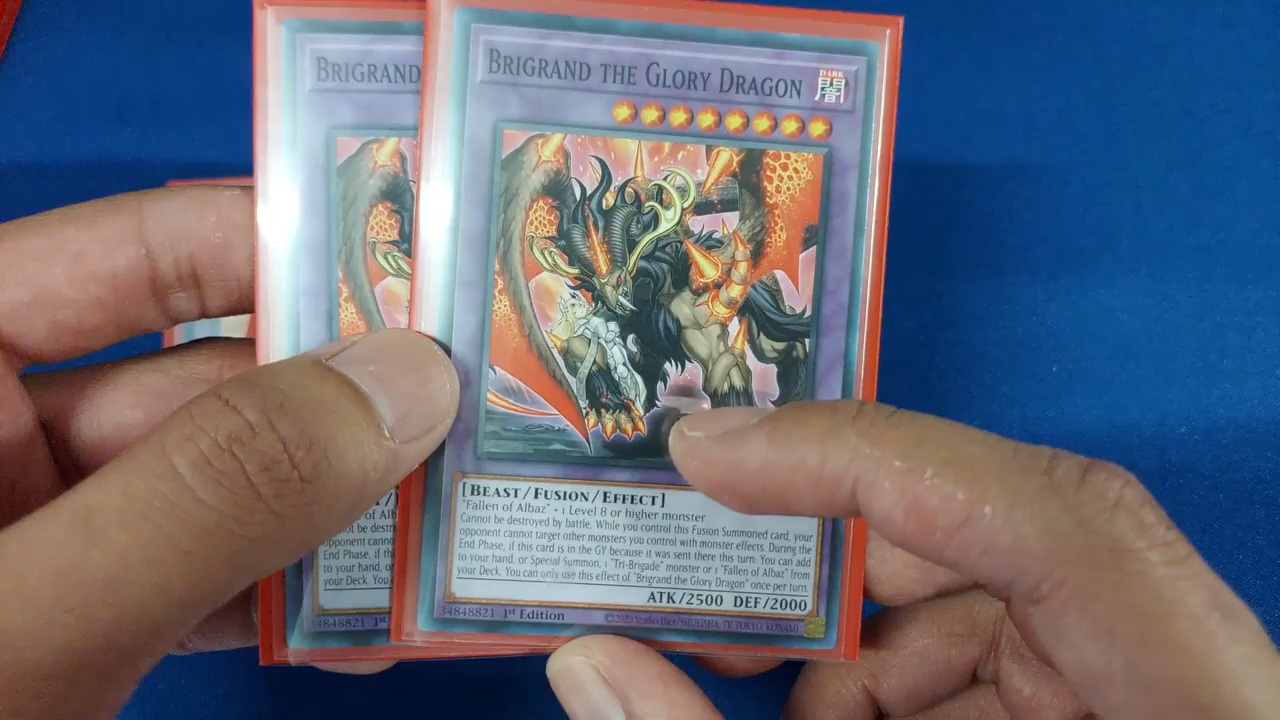 BRIGRAND
BRIGRAND THE GLORY DRAGON
DARK
闇
[BEAST/FUSION/EFFECT]
"Fallen of Albaz" + 1 Level 8 or higher monster
Cannot be destroyed by battle. While you control this Fusion Summoned card, your
opponent cannot target other monsters you control with monster effects. During the
End Phase, if this card is in the GY because it was sent there this turn: You can add
to your hand, or Special Summon, 1 "Tri-Brigade" monster or 1 "Fallen of Albaz" from
your Deck. You can only use this effect of "Brigrand the Glory Dragon" once per turn.
ATK/2500 DEF/2000
34848821 1st Edition
©2020 Studio Dice/SHUEISHA, TV TOKYO, KONAMI
of Alb
not be destr
opponent cannot
End Phase, if thi
to your hand, or
your Deck. You
34848821 1st